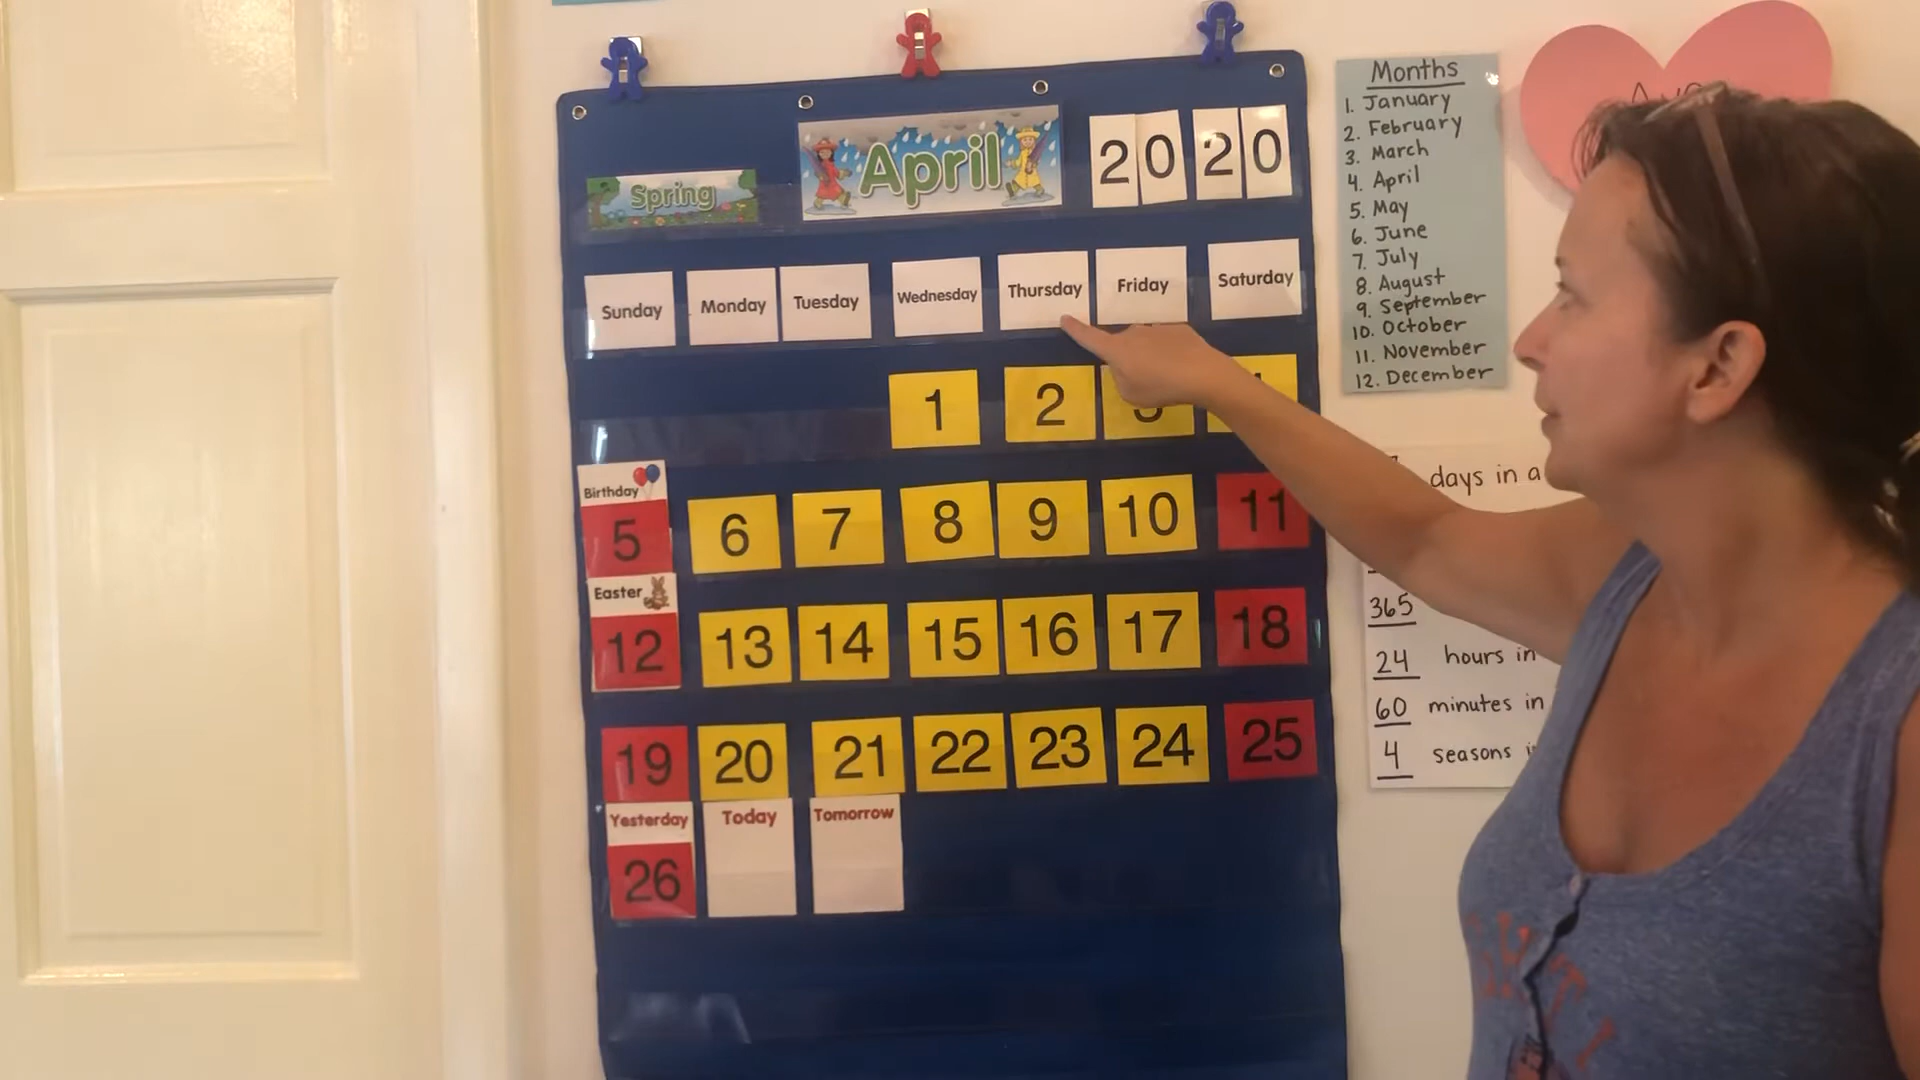 Spring
April
2020
Sunday Monday Tuesday Wednesday Thursday Friday Saturday
1 2 3
Birthday
5 6 7 8 9 10 11
Easter
12 13 14 15 16 17 18
19 20 21 22 23 24 25
Yesterday Today Tomorrow
26
Months
1. January
2. February
3. March
4. April
5. May
6. June
7. July
8. August
9. September
10. October
11. November
12. December
days in a
365
24 hours in
60 minutes in
4 seasons